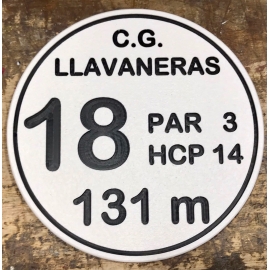 C.G.
LLAVANERAS
18 PAR 3
HCP 14
131 m